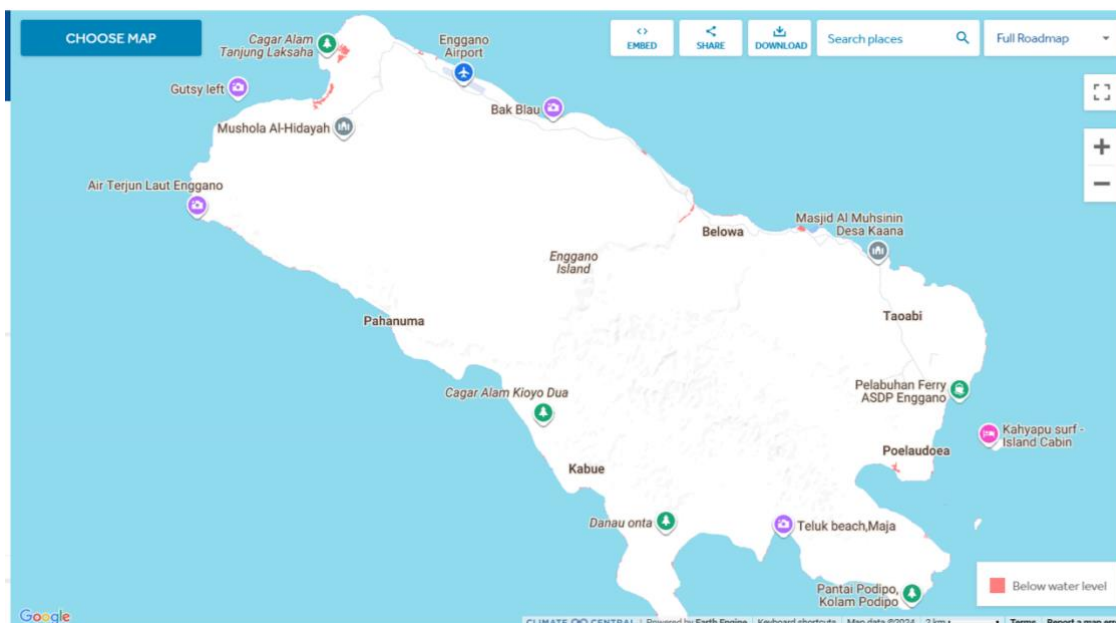 CHOOSE MAP
Cagar Alam
Tanjung Laksaha
Enggano
Airport
EMBED
SHARE
DOWNLOAD
Search places
Full Roadmap
Gutsy left
Bak Blau
Mushola Al-Hidayah
Air Terjun Laut Enggano
Belowa
Masjid Al Muhsinin
Desa Kaana
Enggano
Island
Pahanuma
Taoabi
Cagar Alam Kioyo Dua
Pelabuhan Ferry
ASDP Enggano
Kahyapu surf -
Island Cabin
Poelaudoea
Kabue
Danau onta
Teluk beach,Maja
Pantai Podipo,
Kolam Podipo
Below water level
Google
CLIMATE CENTRAL | Powered by Earth Engine Keyboard shortcuts Map data ©2024 2 km Terms Report a map